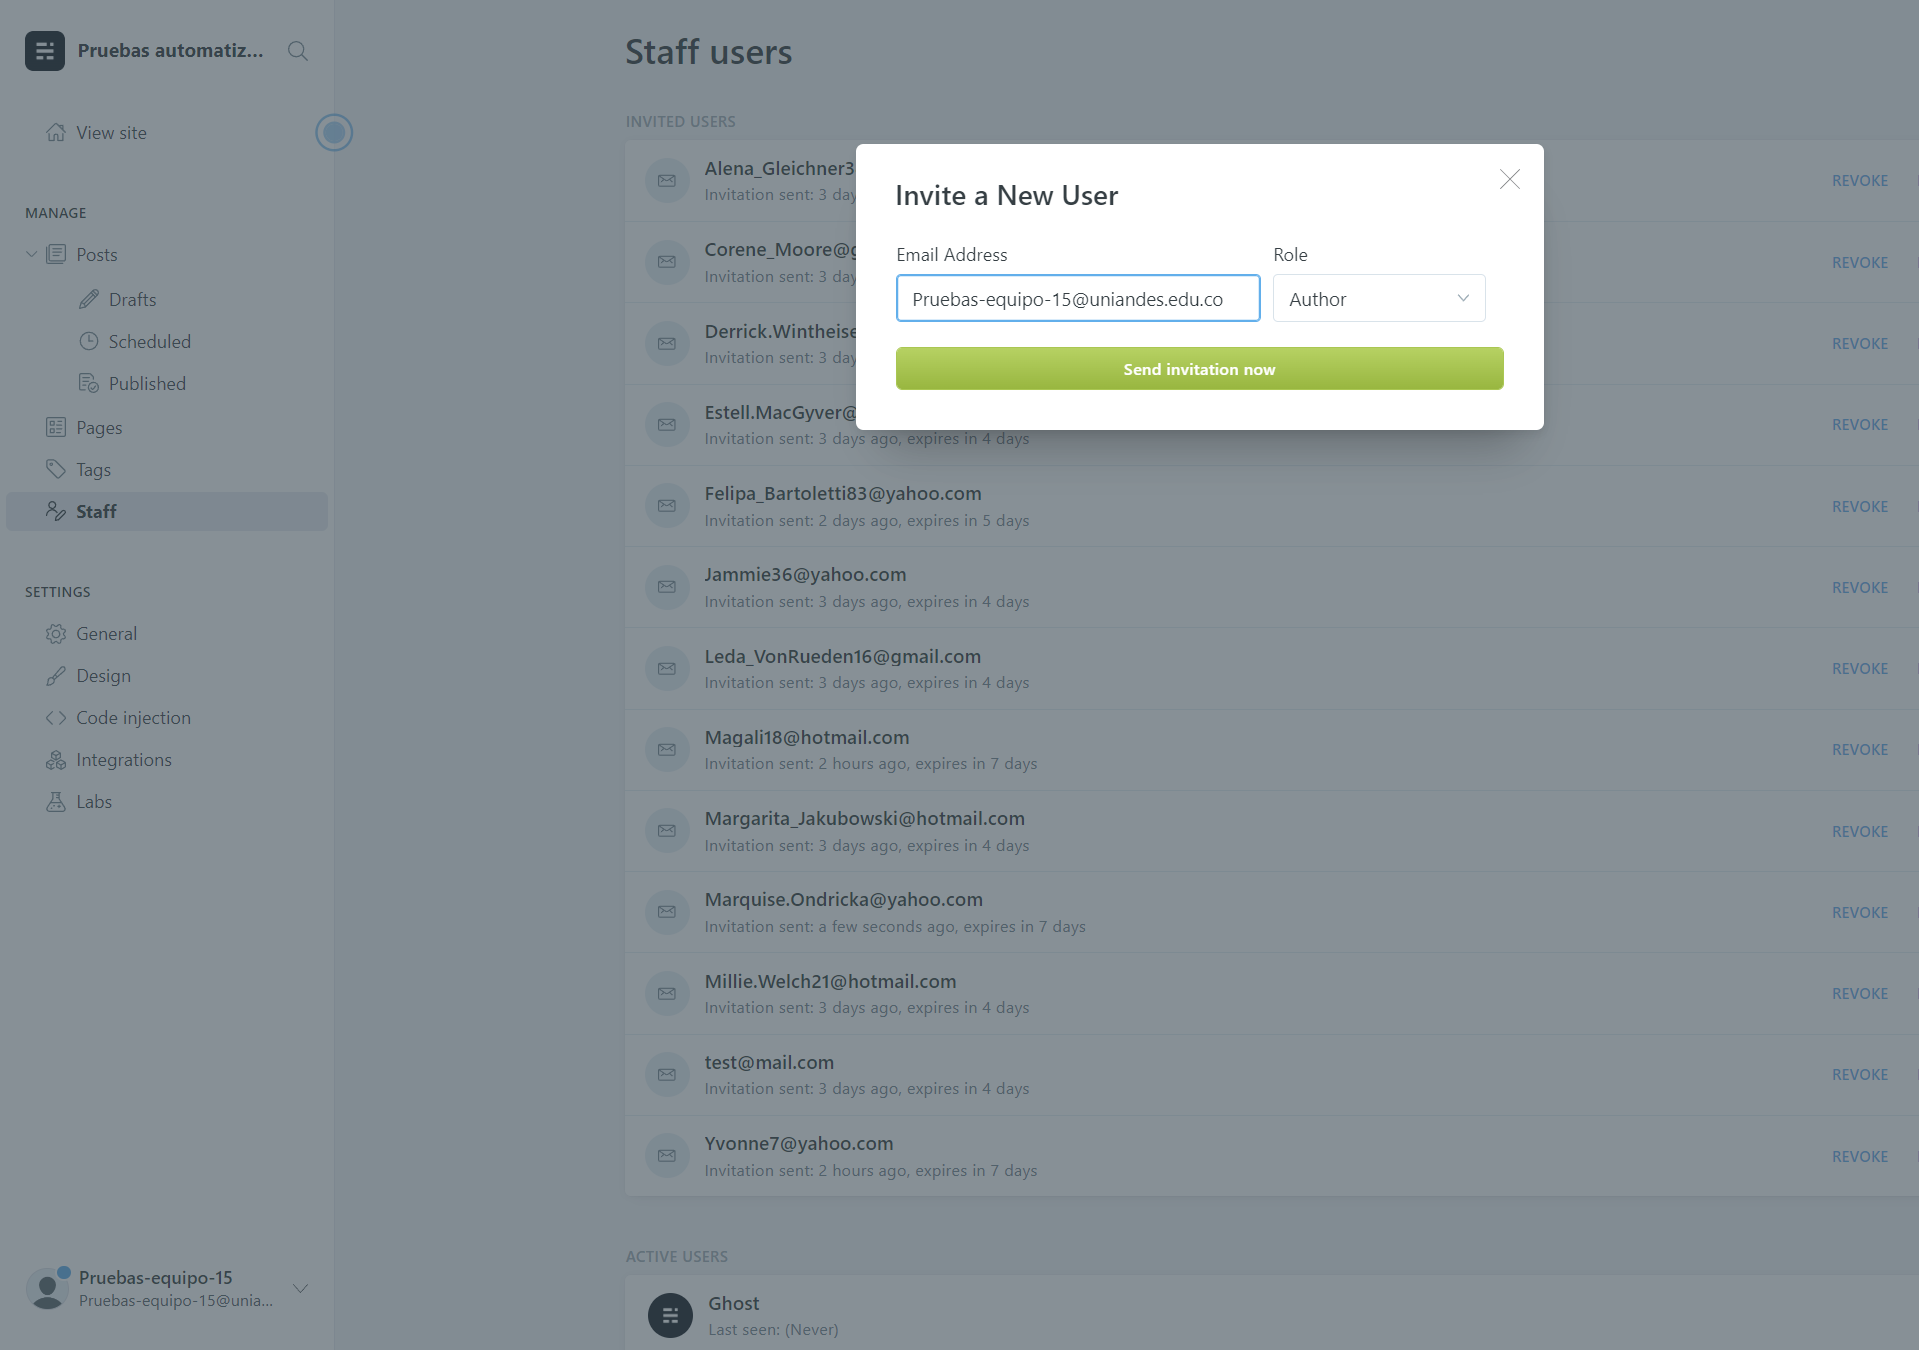 Pruebas automatiz...
View site
MANAGE
Posts
Drafts
Scheduled
Published
Pages
Tags
Staff
SETTINGS
General
Design
Code injection
Integrations
Labs
Pruebas-equipo-15
Pruebas-equipo-15@unia...
Staff users
INVITED USERS
Alena_Gleichner3
Invitation sent: 3 day
REVOKE
Corene_Moore@g
Invitation sent: 3 day
REVOKE
Derrick.Wintheise
Invitation sent: 3 day
REVOKE
Estell.MacGyver@
Invitation sent: 3 days ago, expires in 4 days
REVOKE
Felipa_Bartoletti83@yahoo.com
Invitation sent: 2 days ago, expires in 5 days
REVOKE
Jammie36@yahoo.com
Invitation sent: 3 days ago, expires in 4 days
REVOKE
Leda_VonRueden16@gmail.com
Invitation sent: 3 days ago, expires in 4 days
REVOKE
Magali18@hotmail.com
Invitation sent: 2 hours ago, expires in 7 days
REVOKE
Margarita_Jakubowski@hotmail.com
Invitation sent: 3 days ago, expires in 4 days
REVOKE
Marquise.Ondricka@yahoo.com
Invitation sent: a few seconds ago, expires in 7 days
REVOKE
Millie.Welch21@hotmail.com
Invitation sent: 3 days ago, expires in 4 days
REVOKE
test@mail.com
Invitation sent: 3 days ago, expires in 4 days
REVOKE
Yvonne7@yahoo.com
Invitation sent: 2 hours ago, expires in 7 days
REVOKE
ACTIVE USERS
Ghost
Last seen: (Never)
Invite a New User
Email Address
Role
Pruebas-equipo-15@uniandes.edu.co
Author
Send invitation now